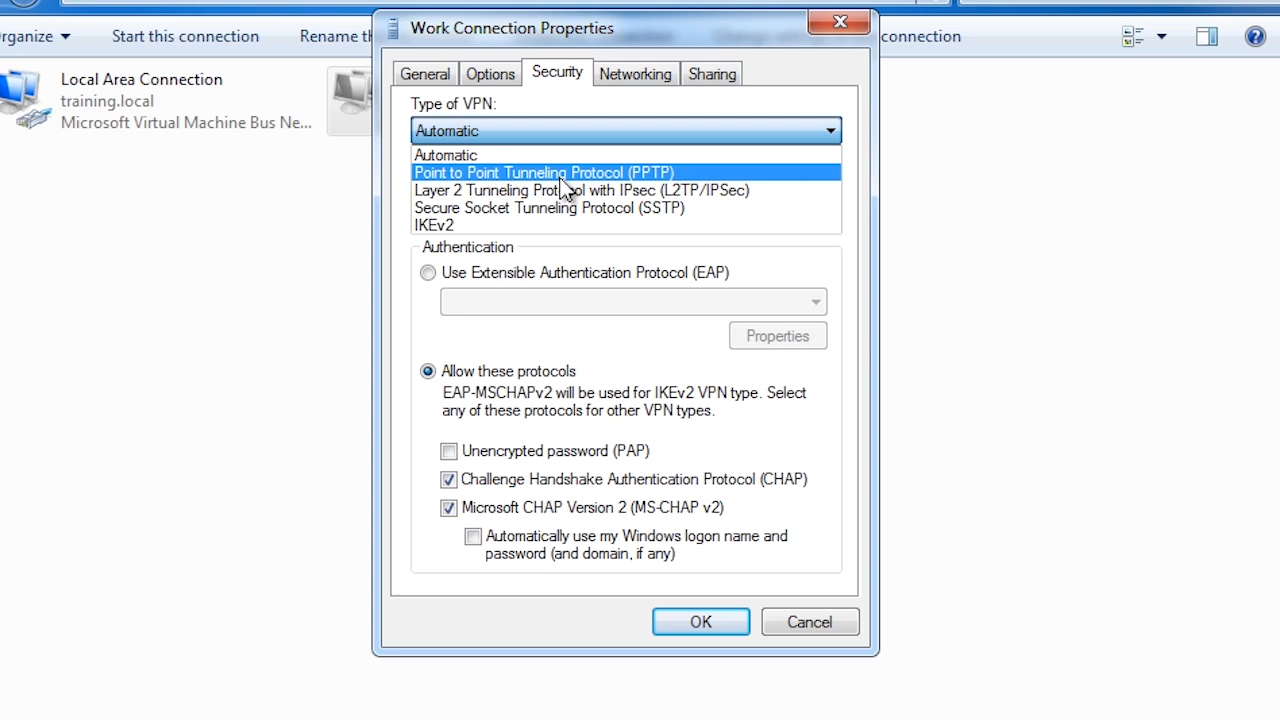 Work Connection Properties
rganize
Start this connection
Rename th
connection
Local Area Connection
training.local
Microsoft Virtual Machine Bus Ne...
General
Options
Security
Networking
Sharing
Type of VPN:
Automatic
Automatic
Point to Point Tunneling Protocol (PPTP)
Layer 2 Tunneling Protocol with IPsec (L2TP/IPSec)
Secure Socket Tunneling Protocol (SSTP)
IKEv2
Authentication
Use Extensible Authentication Protocol (EAP)
Properties
Allow these protocols
EAP-MSCHAPv2 will be used for IKEv2 VPN type. Select
any of these protocols for other VPN types.
Unencrypted password (PAP)
Challenge Handshake Authentication Protocol (CHAP)
Microsoft CHAP Version 2 (MS-CHAP v2)
Automatically use my Windows logon name and
password (and domain, if any)
OK
Cancel